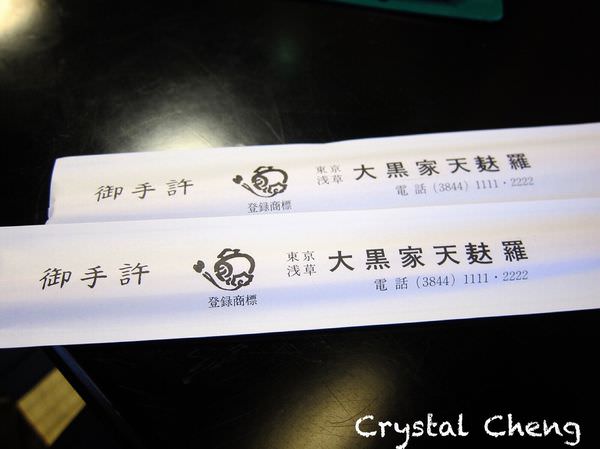 御手許
登録商標
東京
浅草
大黒家天麸羅
電話(3844)1111・2222
御手許
登録商標
東京
浅草
大黒家天麸羅
電話(3844)1111・2222
Crystal Cheng